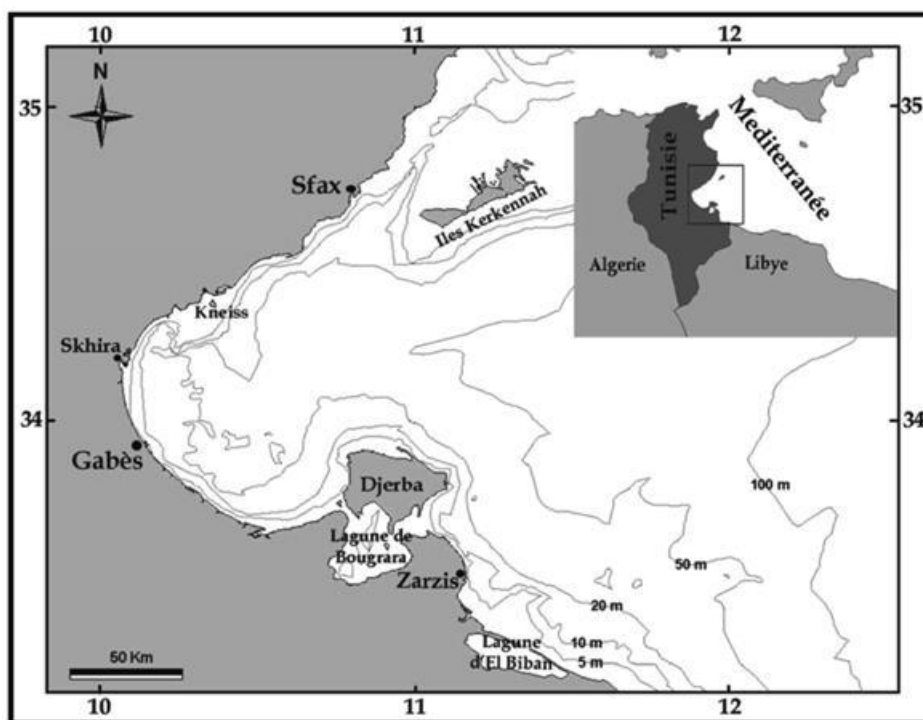 10
11
12
N
35
35
Sfax
Iles Kerkennah
Mediterranée
Tunisie
Algerie
Libye
Kneiss
Skhira
34
34
Gabès
Djerba
100 m
Lagune de
Bougrara
50 m
Zarzis
20 m
10 m
Lagune
d'El Biban
5 m
50 Km
10
11
12